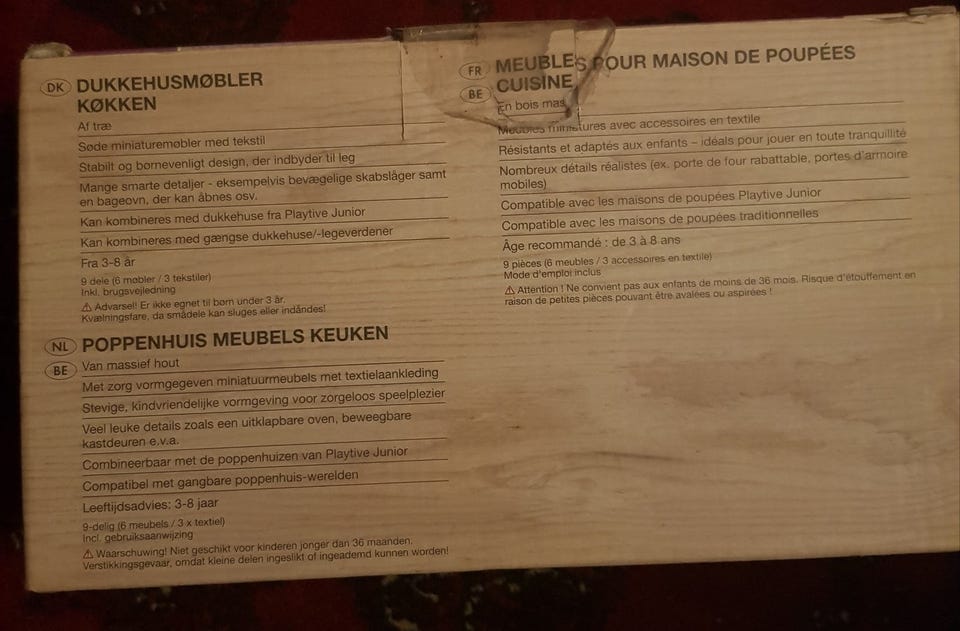 DK DUKKEHUSMØBLER
KØKKEN
Af træ
Søde miniaturemøbler med tekstil
Stabilt og børnevenligt design, der indbyder til leg
Mange smarte detaljer - eksempelvis bevægelige skabslåger samt
en bageovn, der kan åbnes osv.
Kan kombineres med dukkehuse fra Playtive Junior
Kan kombineres med gængse dukkehuse/-legeverdener
Fra 3-8 år
9 dele (6 møbler / 3 tekstiler)
Inkl. brugsvejledning
⚠ Advarsel! Er ikke egnet til børn under 3 år.
Kvælningsfare, da smådele kan sluges eller indåndes!
NL POPPENHUIS MEUBELS KEUKEN
BE Van massief hout
Met zorg vormgegeven miniatuurmeubels met textielaankleding
Stevige, kindvriendelijke vormgeving voor zorgeloos speelplezier
Veel leuke details zoals een uitklapbare oven, beweegbare
kastdeuren e.v.a.
Combineerbaar met de poppenhuizen van Playtive Junior
Compatibel met gangbare poppenhuis-werelden
Leeftijdsadvies: 3-8 jaar
9-delig (6 meubels / 3 x textiel)
Incl. gebruiksaanwijzing
⚠ Waarschuwing! Niet geschikt voor kinderen jonger dan 36 maanden.
Verstikkingsgevaar, omdat kleine delen ingeslikt of ingeademd kunnen worden!
FR MEUBLES POUR MAISON DE POUPÉES
BE CUISINE
En bois mas
Meubles miniatures avec accessoires en textile
Résistants et adaptés aux enfants – idéals pour jouer en toute tranquillité
Nombreux détails réalistes (ex. porte de four rabattable, portes d'armoire
mobiles)
Compatible avec les maisons de poupées Playtive Junior
Compatible avec les maisons de poupées traditionnelles
Âge recommandé : de 3 à 8 ans
9 pièces (6 meubles / 3 accessoires en textile)
Mode d'emploi inclus
⚠ Attention ! Ne convient pas aux enfants de moins de 36 mois. Risque d'étouffement en
raison de petites pièces pouvant être avalées ou aspirées !